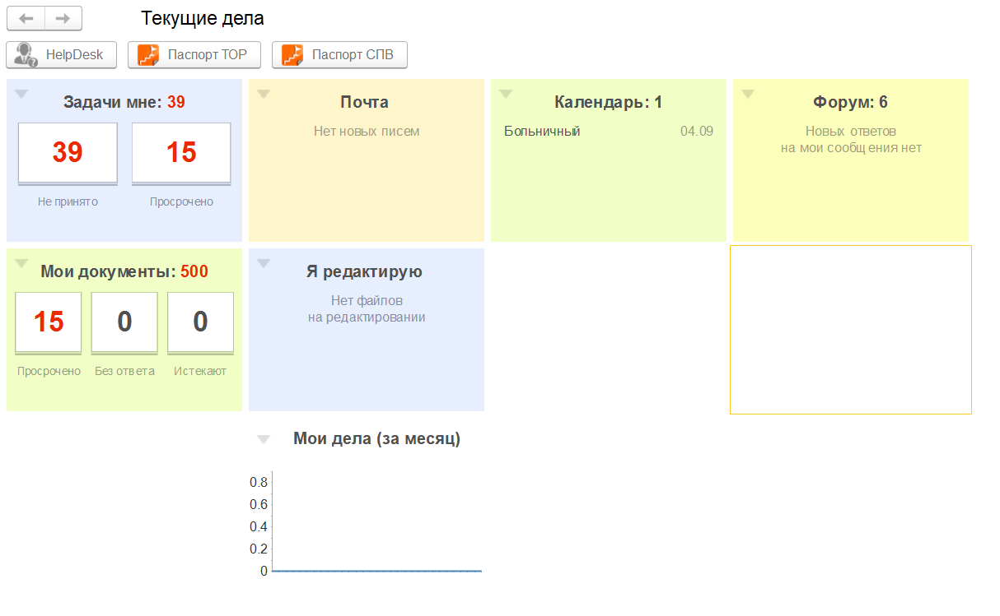 Текущие дела
HelpDesk
Паспорт ТОР
Паспорт СПВ
Задачи мне: 39
39
15
Не принято
Просрочено
Почта
Нет новых писем
Календарь: 1
Больничный 04.09
Форум: 6
Новых ответов
на мои сообщения нет
Мои документы: 500
15
0
0
Просрочено
Без ответа
Истекают
Я редактирую
Нет файлов
на редактировании
Мои дела (за месяц)
0.8
0.6
0.4
0.2
0